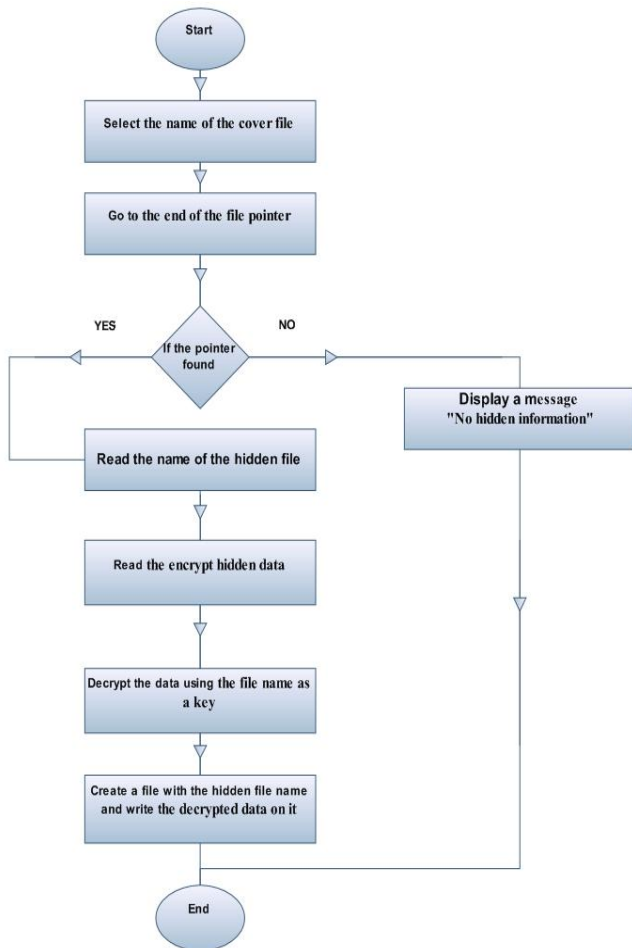 Start
Select the name of the cover file
Go to the end of the file pointer
YES
NO
If the pointer
found
Display a message
"No hidden information"
Read the name of the hidden file
Read the encrypt hidden data
Decrypt the data using the file name as
a key
Create a file with the hidden file name
and write the decrypted data on it
End